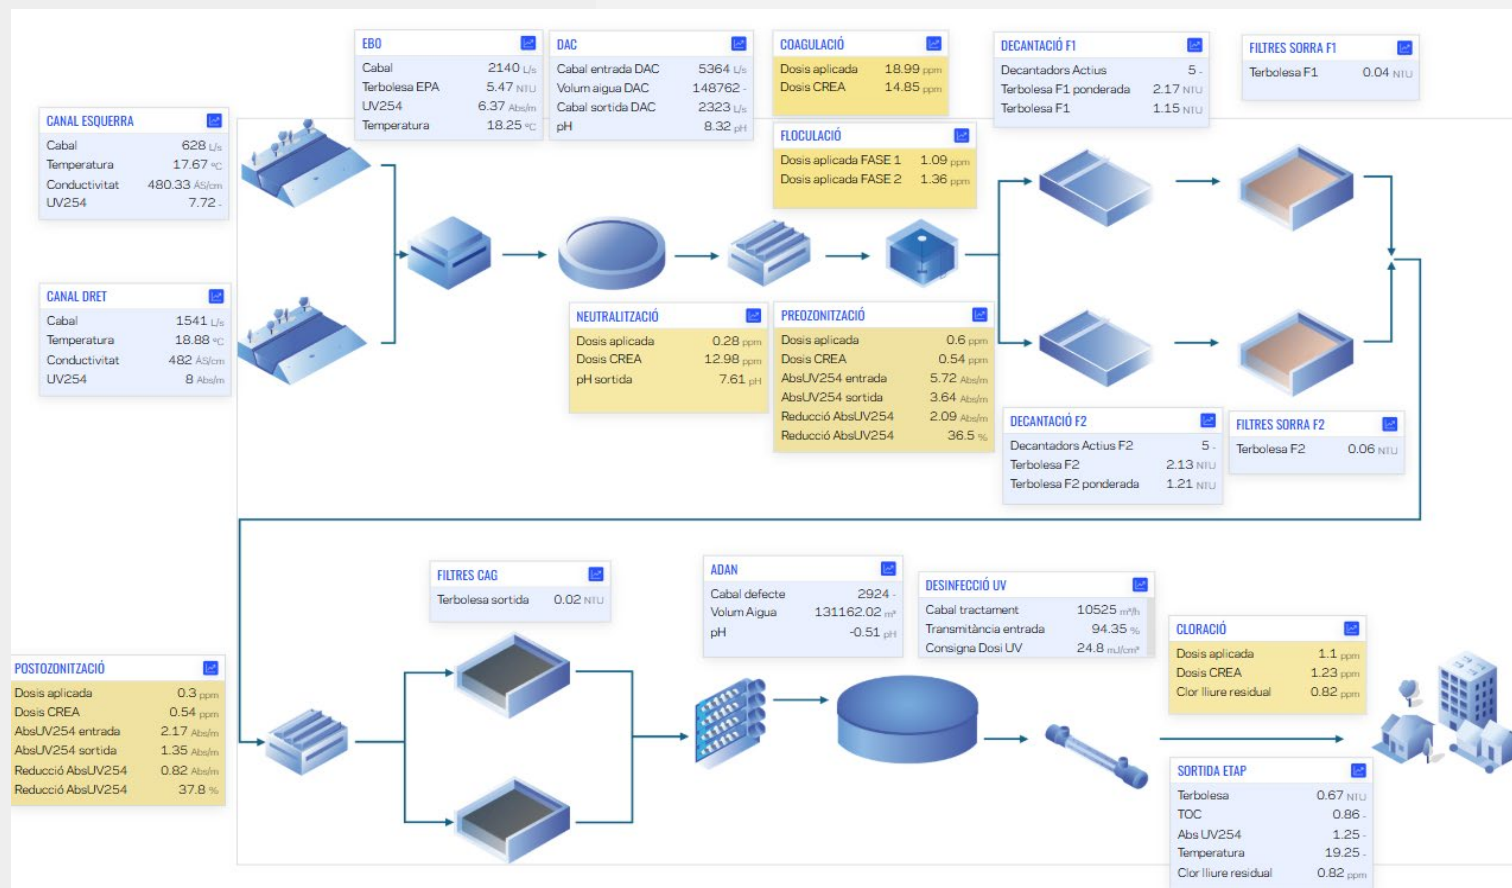 EBO
Cabal 2140 L/s
Terbolesa EPA 5.47 NTU
UV254 6.37 Abs/m
Temperatura 18.25 ºC
DAC
Cabal entrada DAC 5364 L/s
Volum aigua DAC 148762 -
Cabal sortida DAC 2323 L/s
pH 8.32 pH
COAGULACIÓ
Dosis aplicada 18.99 ppm
Dosis CREA 14.85 ppm
DECANTACIÓ F1
Decantadors Actius 5 -
Terbolesa F1 ponderada 2.17 NTU
Terbolesa F1 1.15 NTU
FILTRES SORRA F1
Terbolesa F1 0.04 NTU
CANAL ESQUERRA
Cabal 628 L/s
Temperatura 17.67 ºC
Conductivitat 480.33 ÂS/cm
UV254 7.72 -
FLOCULACIÓ
Dosis aplicada FASE 1 1.09 ppm
Dosis aplicada FASE 2 1.36 ppm
CANAL DRET
Cabal 1541 L/s
Temperatura 18.88 ºC
Conductivitat 482 ÂS/cm
UV254 8 Abs/m
NEUTRALITZACIÓ
Dosis aplicada 0.28 ppm
Dosis CREA 12.98 ppm
pH sortida 7.61 pH
PREOZONITZACIÓ
Dosis aplicada 0.6 ppm
Dosis CREA 0.54 ppm
AbsUV254 entrada 5.72 Abs/m
AbsUV254 sortida 3.64 Abs/m
Reducció AbsUV254 2.09 Abs/m
Reducció AbsUV254 36.5 %
DECANTACIÓ F2
Decantadors Actius F2 5 -
Terbolesa F2 2.13 NTU
Terbolesa F2 ponderada 1.21 NTU
FILTRES SORRA F2
Terbolesa F2 0.06 NTU
FILTRES CAG
Terbolesa sortida 0.02 NTU
ADAN
Cabal defecte 2924 -
Volum Aigua 131162.02 m³
pH -0.51 pH
DESINFECCIÓ UV
Cabal tractament 10525 m³/h
Transmitància entrada 94.35 %
Consigna Dosi UV 24.8 mJ/cm²
CLORACIÓ
Dosis aplicada 1.1 ppm
Dosis CREA 1.23 ppm
Clor lliure residual 0.82 ppm
POSTOZONITZACIÓ
Dosis aplicada 0.3 ppm
Dosis CREA 0.54 ppm
AbsUV254 entrada 2.17 Abs/m
AbsUV254 sortida 1.35 Abs/m
Reducció AbsUV254 0.82 Abs/m
Reducció AbsUV254 37.8 %
SORTIDA ETAP
Terbolesa 0.67 NTU
TOC 0.86 -
Abs UV254 1.25 -
Temperatura 19.25 -
Clor lliure residual 0.82 ppm